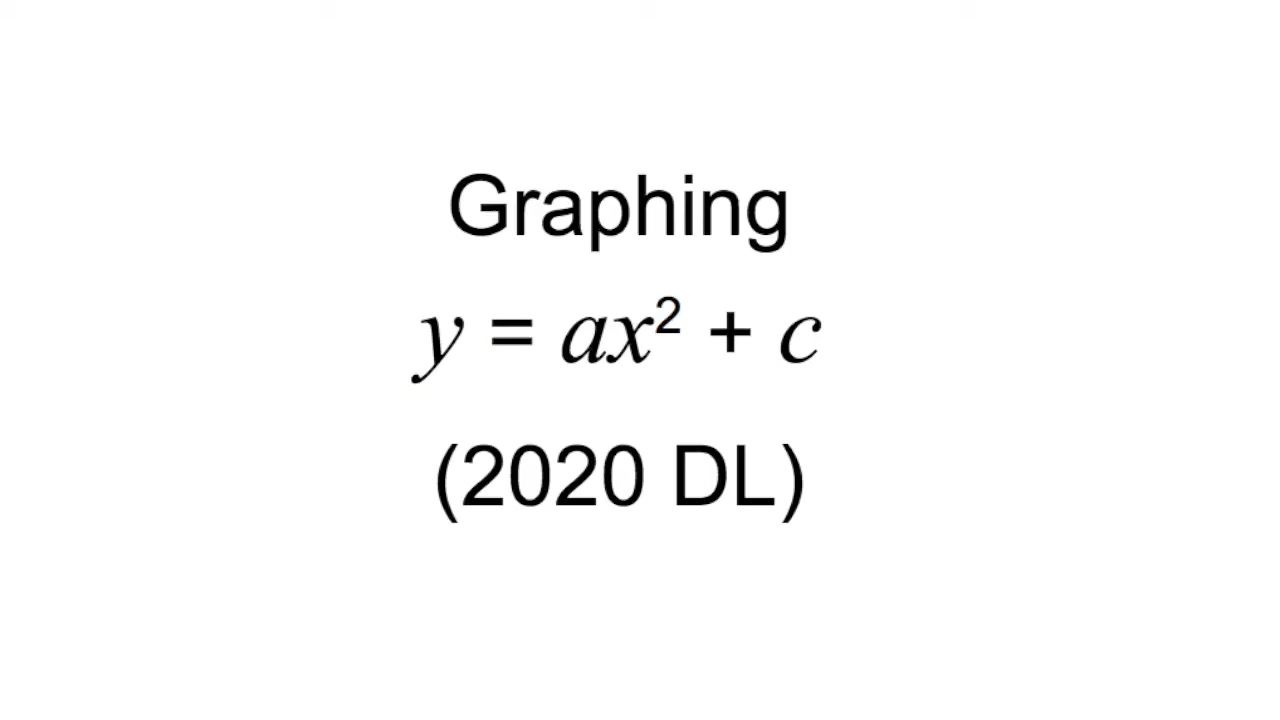 Graphing
y = ax² + c
(2020 DL)